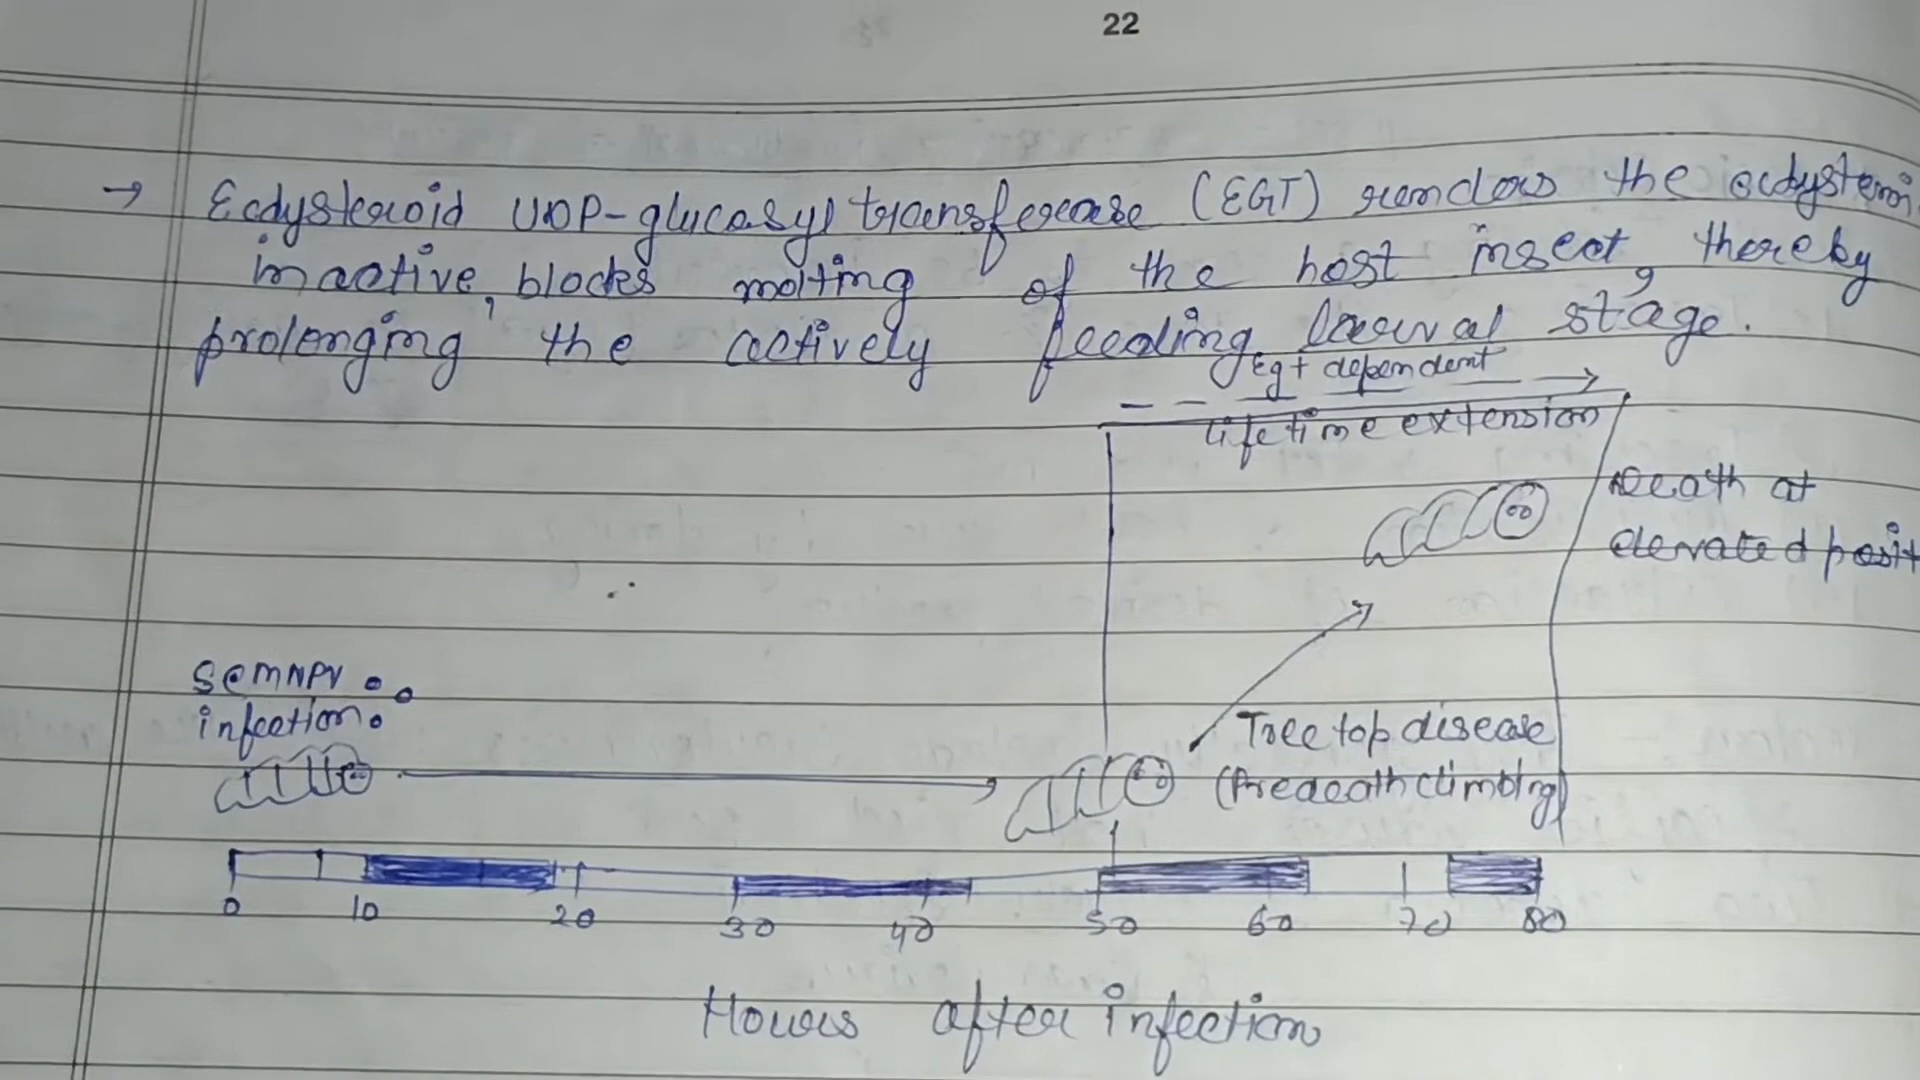 22
→ Ecdysteroid UDP-glucosyl transferase (EGT) renders the ecdysteroi
inactive, blocks molting of the host insect, thereby
prolonging the actively feeding larval stage.
Egt dependent
lifetime extension
Death at
elevated posit
SeMNPV
infection
Tree top disease
(Predeath climbing)
0 10 20 30 40 50 60 70 80
Hours after infection